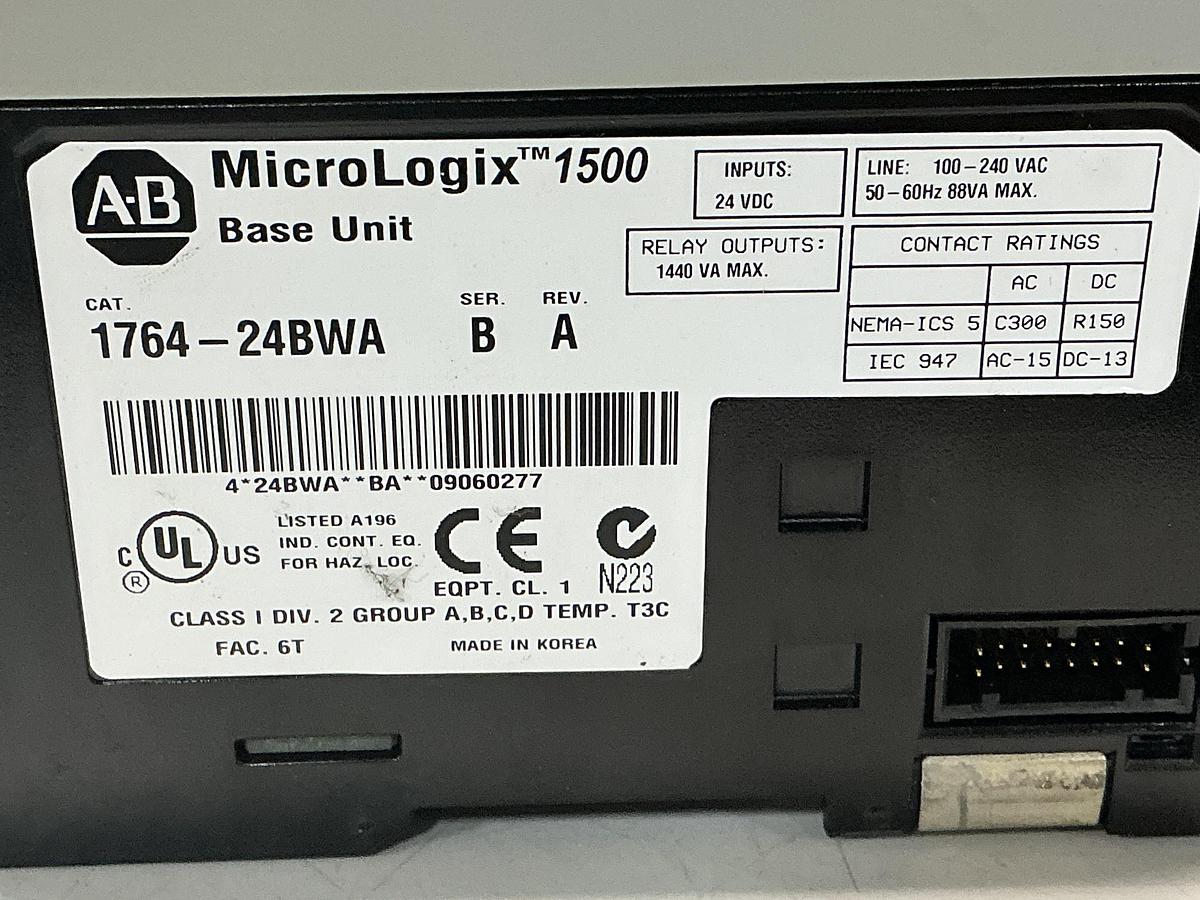 A-B
MicroLogix™ 1500
Base Unit
INPUTS:
24 VDC
LINE: 100-240 VAC
50-60Hz 88VA MAX.
RELAY OUTPUTS:
1440 VA MAX.
CONTACT RATINGS
AC DC
NEMA-ICS 5 C300 R150
IEC 947 AC-15 DC-13
CAT. SER. REV.
1764-24BWA B A
4*24BWA**BA**09060277
C UL US ®
LISTED A196
IND. CONT. EQ.
FOR HAZ. LOC.
CE
EQPT. CL. 1
N223
CLASS I DIV. 2 GROUP A,B,C,D TEMP. T3C
FAC. 6T MADE IN KOREA